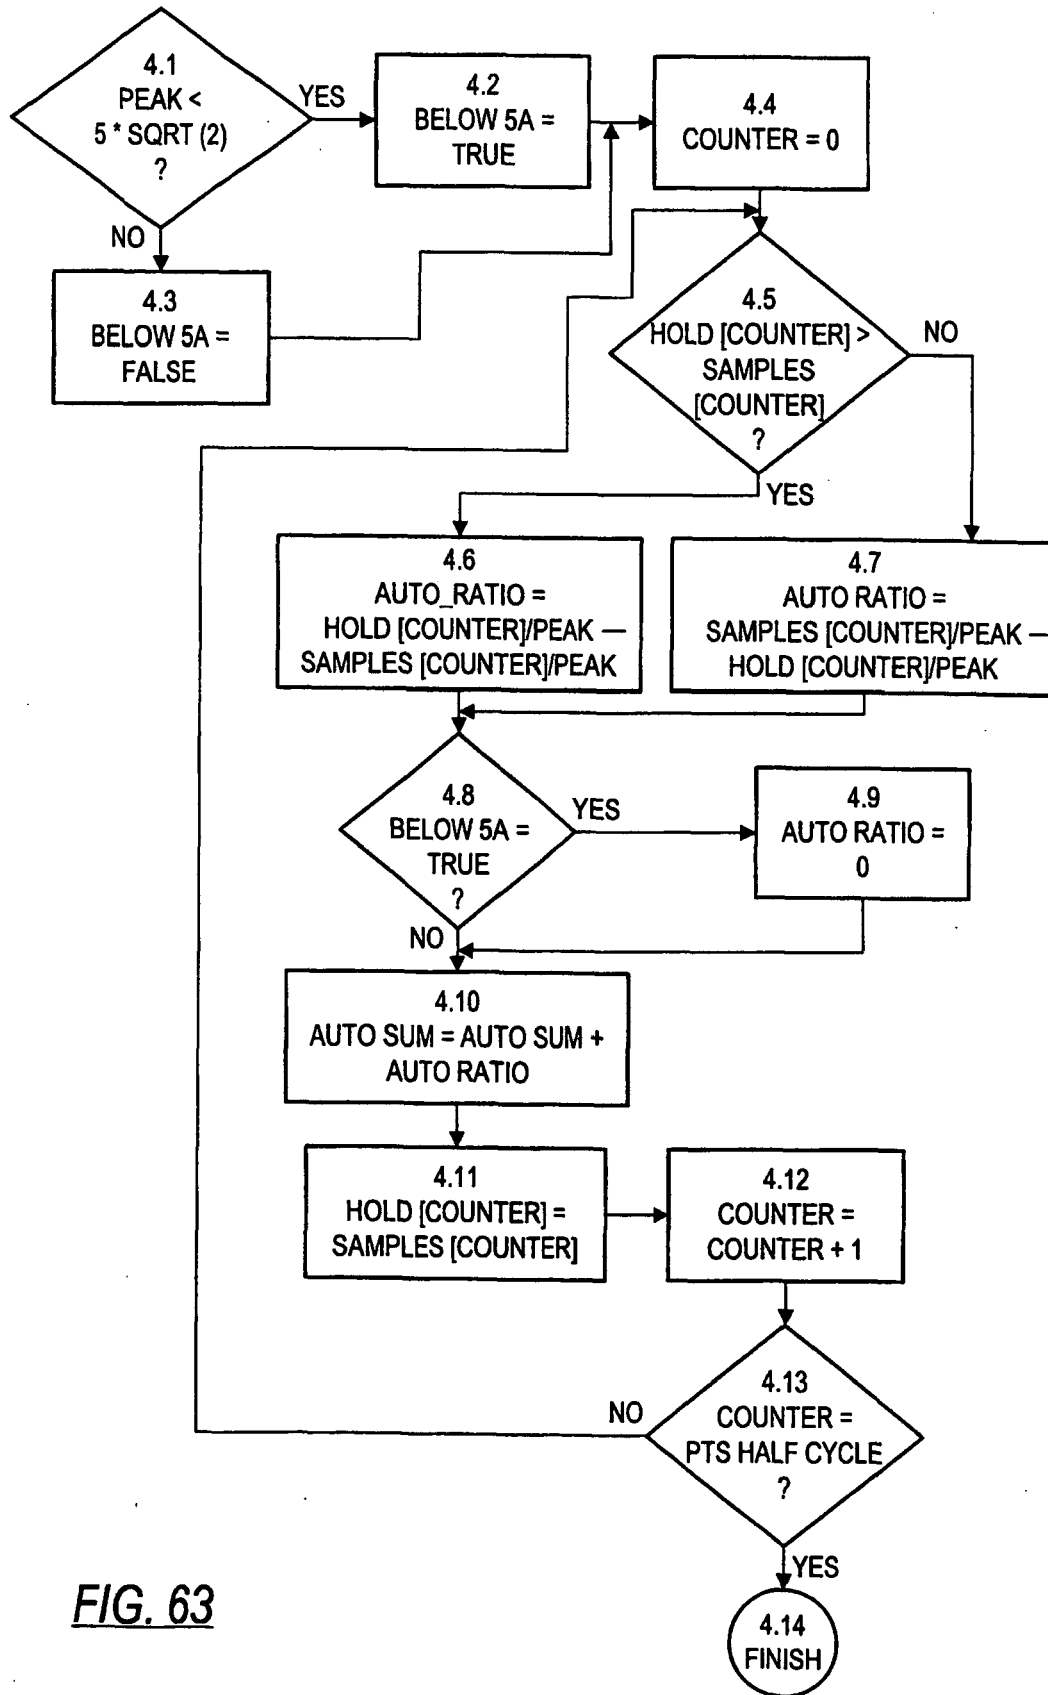 4.1
PEAK <
5 * SQRT (2)
?
YES
NO
4.2
BELOW 5A =
TRUE
4.3
BELOW 5A =
FALSE
4.4
COUNTER = 0
4.5
HOLD [COUNTER] >
SAMPLES
[COUNTER]
?
NO
YES
4.6
AUTO_RATIO =
HOLD [COUNTER]/PEAK —
SAMPLES [COUNTER]/PEAK
4.7
AUTO RATIO =
SAMPLES [COUNTER]/PEAK —
HOLD [COUNTER]/PEAK
4.8
BELOW 5A =
TRUE
?
YES
NO
4.9
AUTO RATIO =
0
4.10
AUTO SUM = AUTO SUM +
AUTO RATIO
4.11
HOLD [COUNTER] =
SAMPLES [COUNTER]
4.12
COUNTER =
COUNTER + 1
4.13
COUNTER =
PTS HALF CYCLE
?
NO
YES
4.14
FINISH
FIG. 63